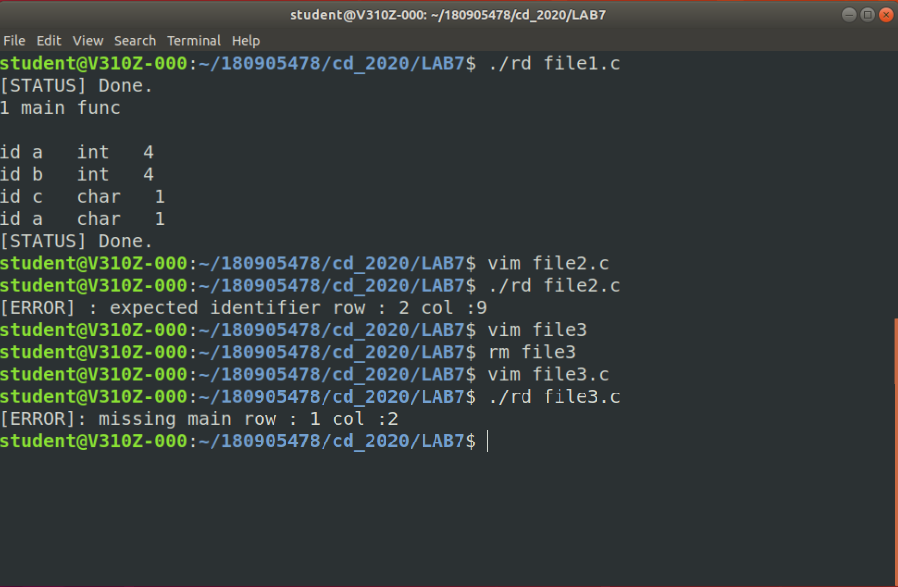 student@V310Z-000: ~/180905478/cd_2020/LAB7
File Edit View Search Terminal Help
student@V310Z-000:~/180905478/cd_2020/LAB7$ ./rd file1.c
[STATUS] Done.
1 main func
id a   int   4
id b   int   4
id c   char   1
id a   char   1
[STATUS] Done.
student@V310Z-000:~/180905478/cd_2020/LAB7$ vim file2.c
student@V310Z-000:~/180905478/cd_2020/LAB7$ ./rd file2.c
[ERROR] : expected identifier row : 2 col :9
student@V310Z-000:~/180905478/cd_2020/LAB7$ vim file3
student@V310Z-000:~/180905478/cd_2020/LAB7$ rm file3
student@V310Z-000:~/180905478/cd_2020/LAB7$ vim file3.c
student@V310Z-000:~/180905478/cd_2020/LAB7$ ./rd file3.c
[ERROR]: missing main row : 1 col :2
student@V310Z-000:~/180905478/cd_2020/LAB7$